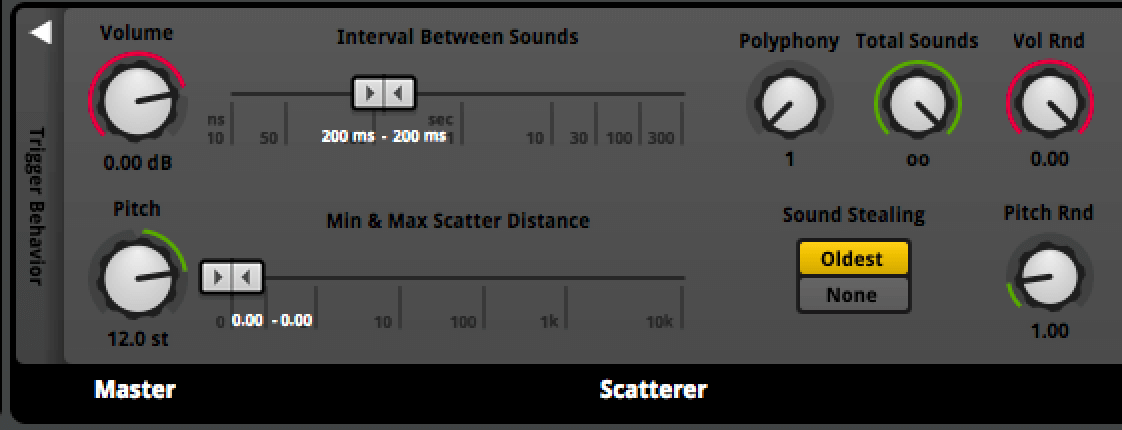 Trigger Behavior
Volume
0.00 dB
Pitch
12.0 st
Master
Interval Between Sounds
ns
sec
10 50 1 10 30 100 300
200 ms - 200 ms
Min & Max Scatter Distance
0 10 100 1k 10k
0.00 - 0.00
Polyphony
1
Total Sounds
oo
Vol Rnd
0.00
Sound Stealing
Oldest
None
Pitch Rnd
1.00
Scatterer